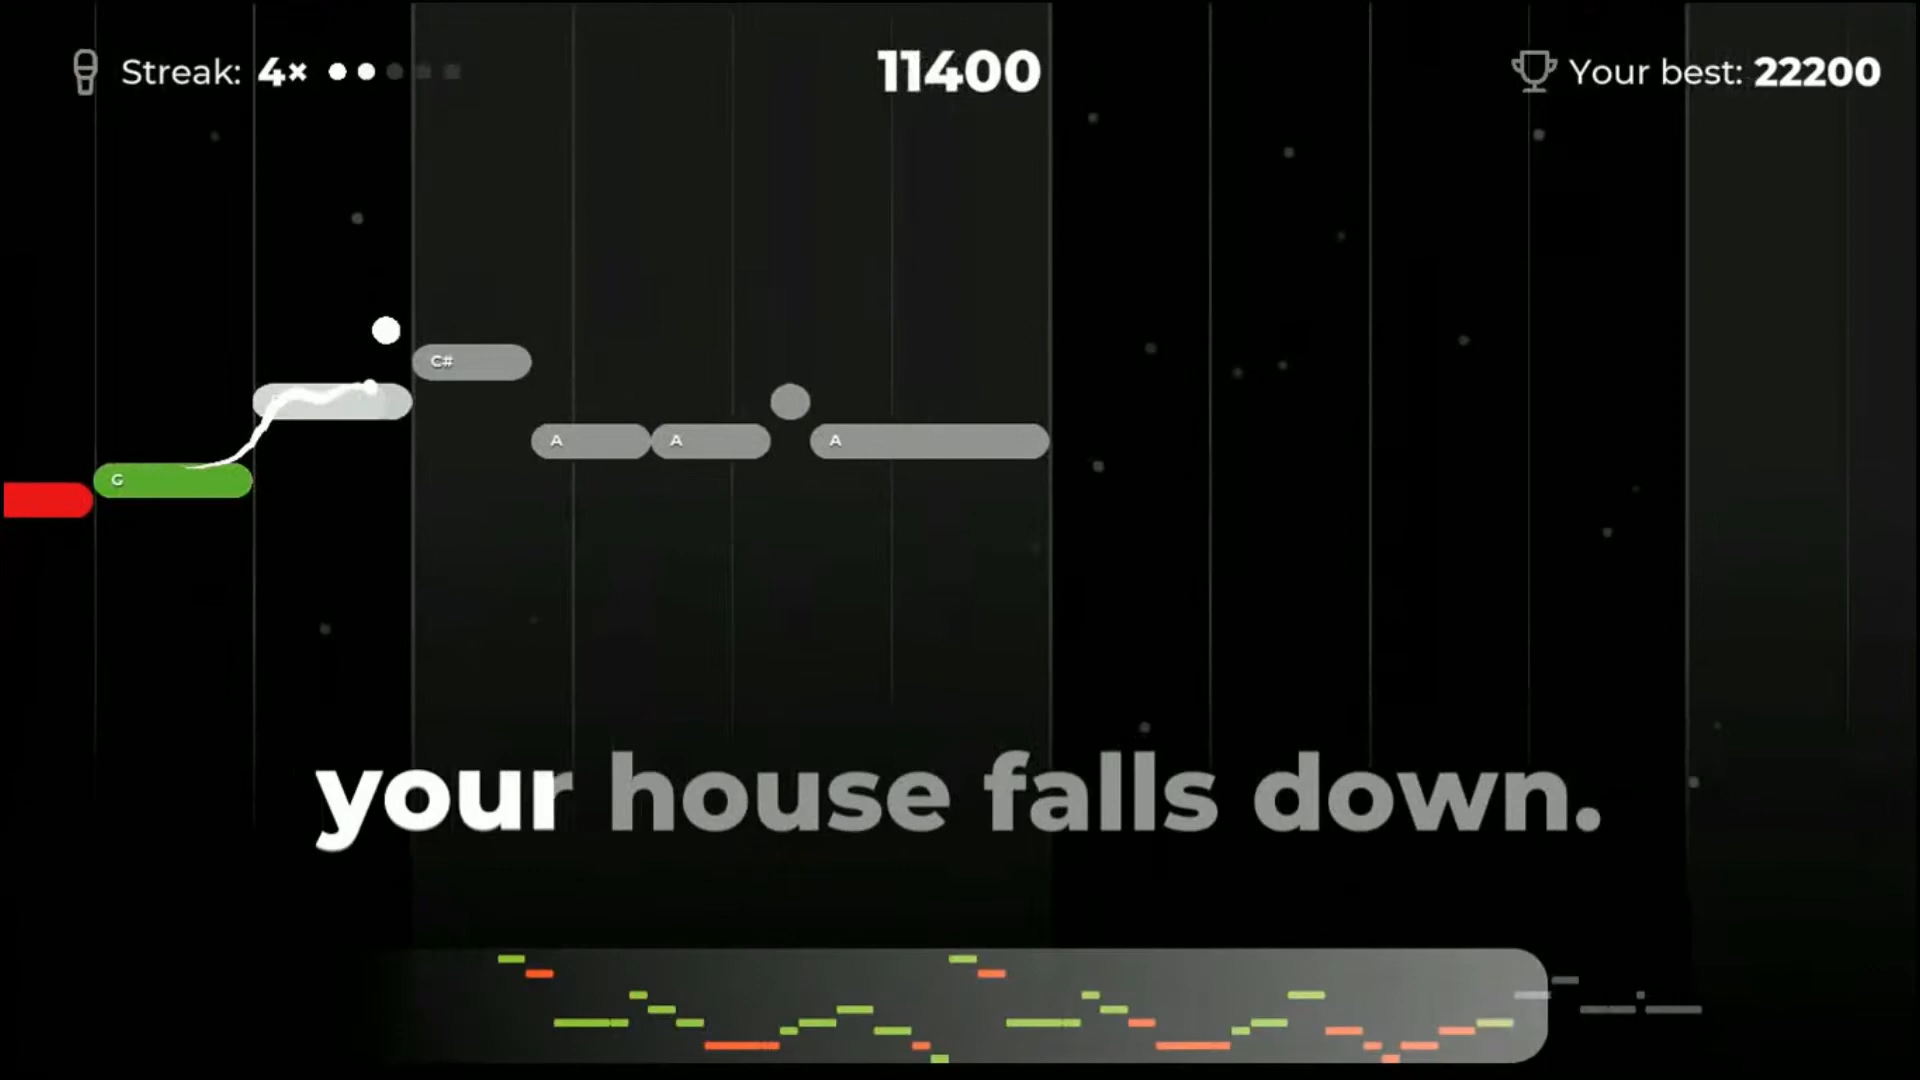 Streak: 4×
11400
Your best: 22200
C#
A A A
G
your house falls down.